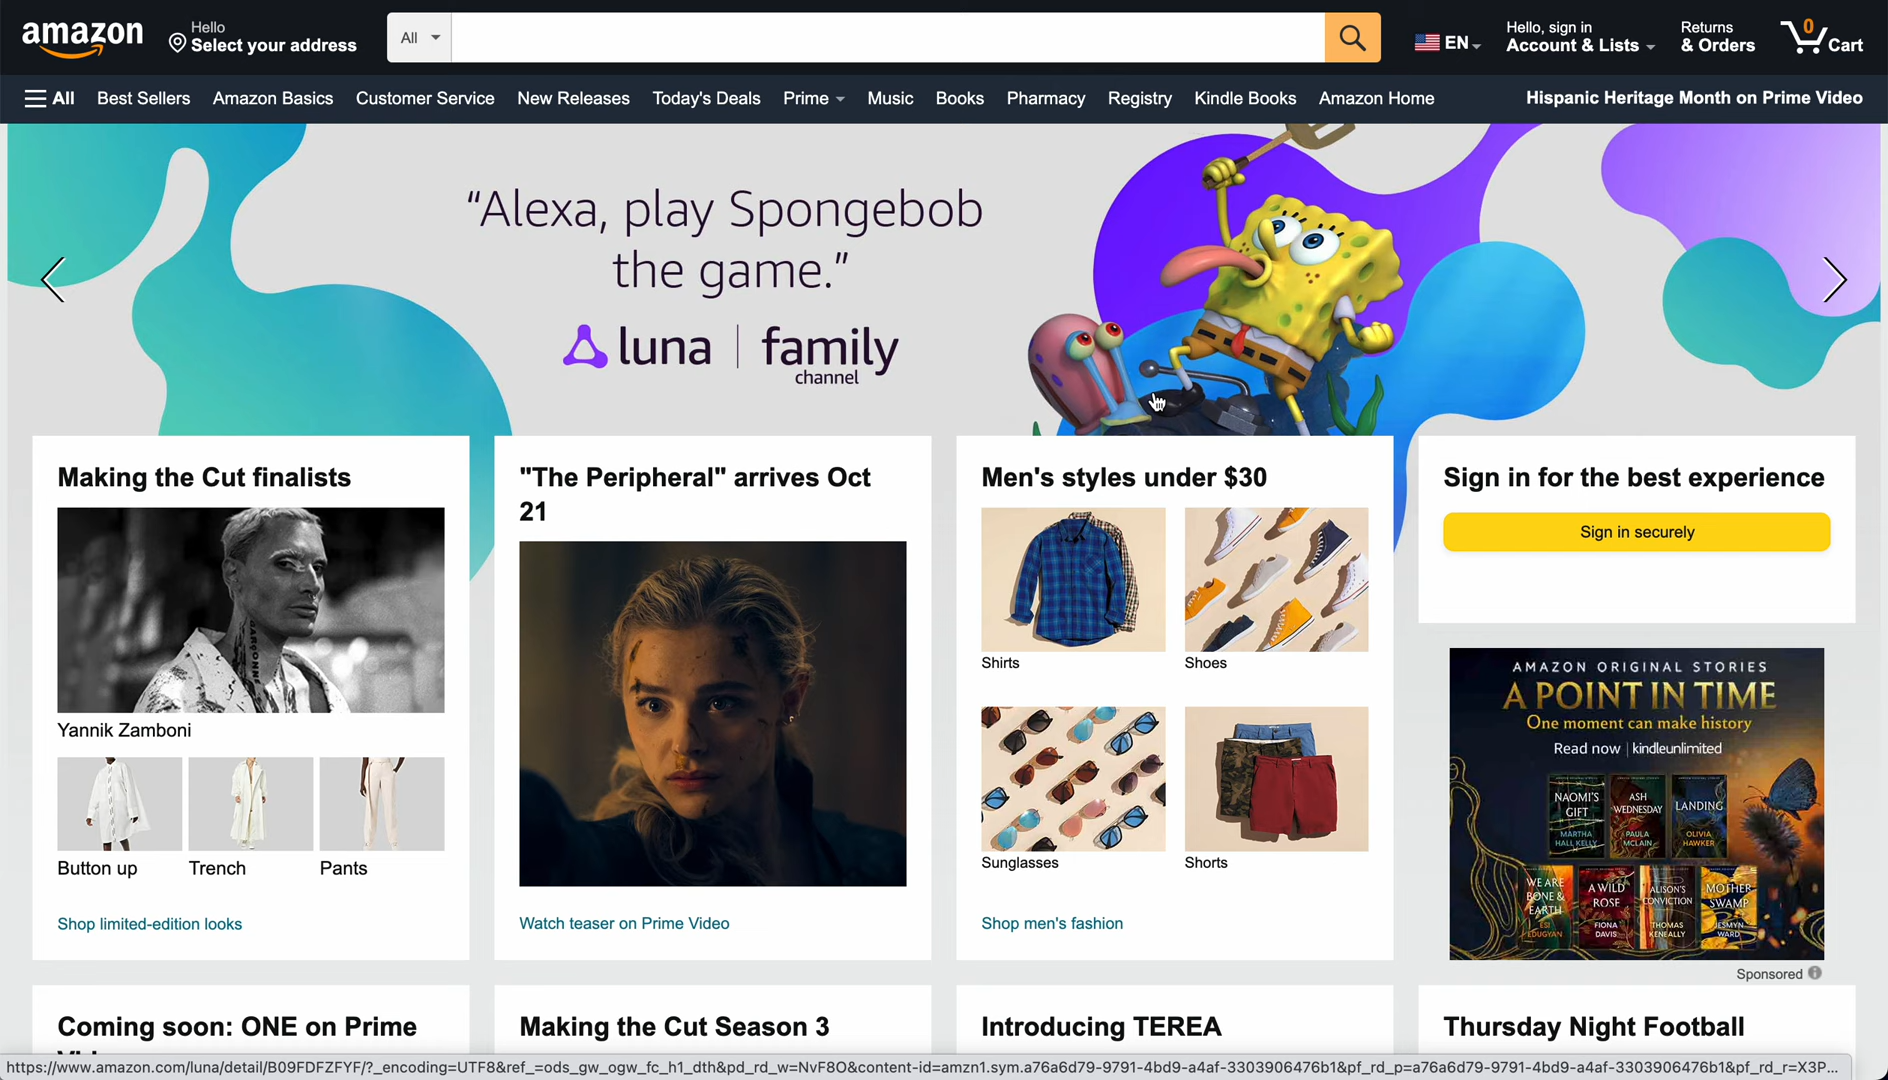 amazon
Hello
Select your address
All
EN
Hello, sign in
Account & Lists
Returns
& Orders
0
Cart
All
Best Sellers
Amazon Basics
Customer Service
New Releases
Today's Deals
Prime
Music
Books
Pharmacy
Registry
Kindle Books
Amazon Home
Hispanic Heritage Month on Prime Video
“Alexa, play Spongebob
the game.”
luna | family
channel
Making the Cut finalists
Yannik Zamboni
Button up
Trench
Pants
Shop limited-edition looks
"The Peripheral" arrives Oct
21
Watch teaser on Prime Video
Men's styles under $30
Shirts
Shoes
Sunglasses
Shorts
Shop men's fashion
Sign in for the best experience
Sign in securely
AMAZON ORIGINAL STORIES
A POINT IN TIME
One moment can make history
Read now | kindleunlimited
NAOMI'S
GIFT
MARTHA
HALL KELLY
ASH
WEDNESDAY
PAULA
MCLAIN
LANDING
OLIVIA
HAWKER
WE ARE
BONE &
EARTH
ESI
EDUGYAN
A WILD
ROSE
FIONA
DAVIS
ALISON'S
CONVICTION
THOMAS
KENEALLY
MOTHER
SWAMP
JESMYN
WARD
Sponsored
Coming soon: ONE on Prime
Making the Cut Season 3
Introducing TEREA
Thursday Night Football
https://www.amazon.com/luna/detail/B09FDFZFYF/?_encoding=UTF8&ref_=ods_gw_ogw_fc_h1_dth&pd_rd_w=NvF8O&content-id=amzn1.sym.a76a6d79-9791-4bd9-a4af-3303906476b1&pf_rd_p=a76a6d79-9791-4bd9-a4af-3303906476b1&pf_rd_r=X3P...